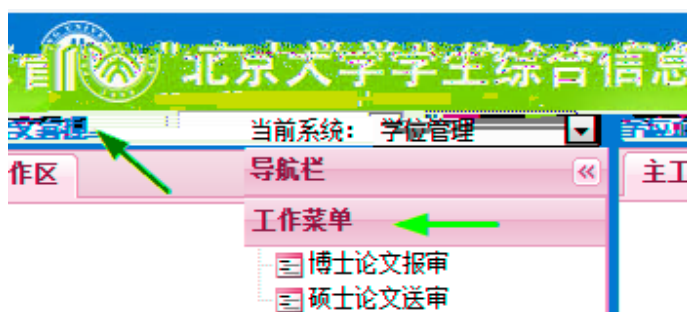 北京大学学生综合信息
当前系统： 学位管理
作区
导航栏
主工
工作菜单
博士论文报审
硕士论文送审